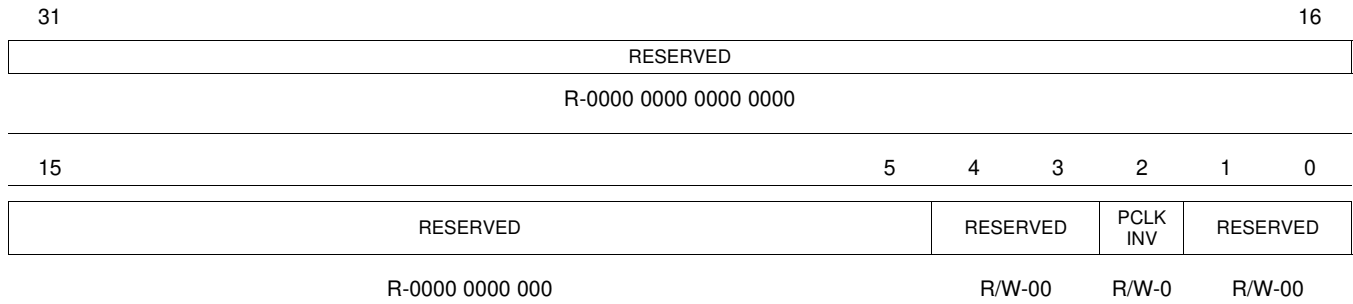 31 16
RESERVED
R-0000 0000 0000 0000
15 5 4 3 2 1 0
RESERVED RESERVED PCLK INV RESERVED
R-0000 0000 000 R/W-00 R/W-0 R/W-00